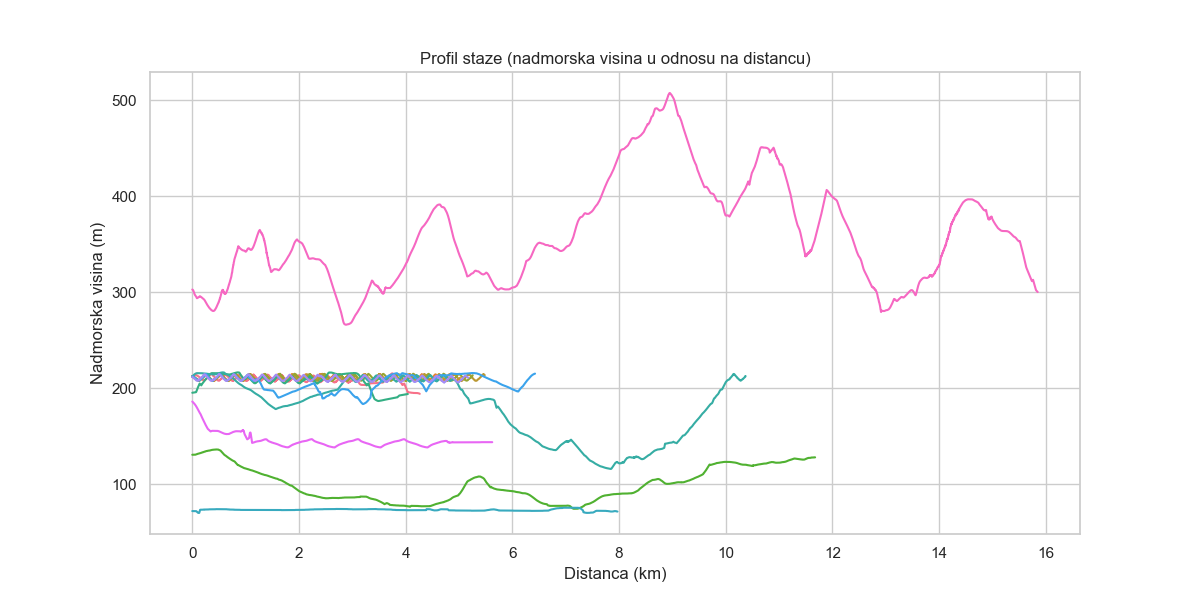 Profil staze (nadmorska visina u odnosu na distancu)
Nadmorska visina (m)
500
400
300
200
100
0 2 4 6 8 10 12 14 16
Distanca (km)